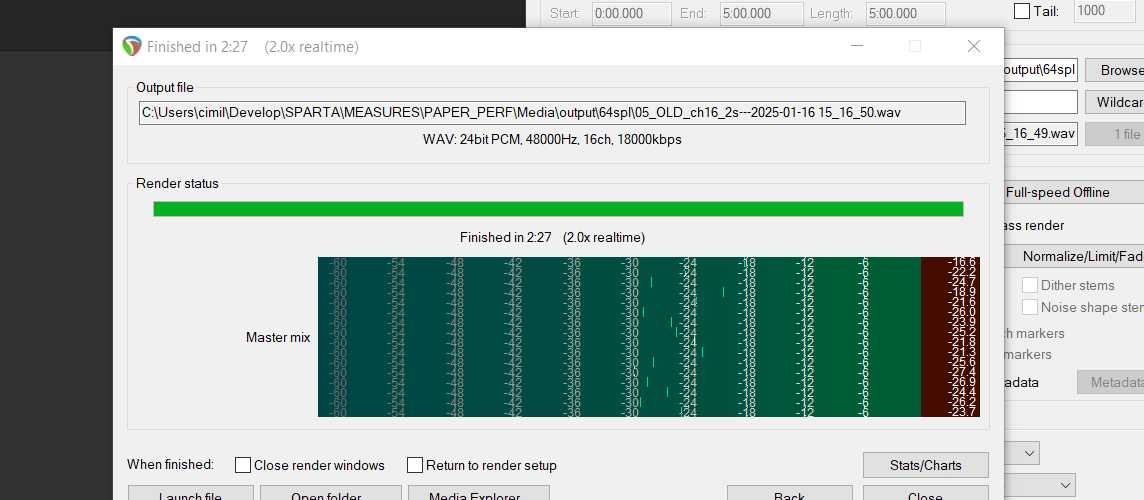 Start: 0:00.000 End: 5:00.000 Length: 5:00.000 Tail: 1000
Finished in 2:27 (2.0x realtime)
Output file
output\64spl Browse
C:\Users\cimil\Develop\SPARTA\MEASURES\PAPER_PERF\Media\output\64spl\05_OLD_ch16_2s---2025-01-16 15_16_50.wav
Wildcar
WAV: 24bit PCM, 48000Hz, 16ch, 18000kbps
_16_49.wav 1 file
Render status
Full-speed Offline
ass render
Finished in 2:27 (2.0x realtime)
Normalize/Limit/Fad
-60 -54 -48 -42 -36 -30 -24 -18 -12 -6 -16.6
-60 -54 -48 -42 -36 -30 -24 -18 -12 -6 -22.2
-60 -54 -48 -42 -36 -30 -24 -18 -12 -6 -24.7
-60 -54 -48 -42 -36 -30 -24 -18 -12 -6 -18.9
-60 -54 -48 -42 -36 -30 -24 -18 -12 -6 -21.6
-60 -54 -48 -42 -36 -30 -24 -18 -12 -6 -26.0
-60 -54 -48 -42 -36 -30 -24 -18 -12 -6 -23.9
-60 -54 -48 -42 -36 -30 -24 -18 -12 -6 -25.2
-60 -54 -48 -42 -36 -30 -24 -18 -12 -6 -21.8
-60 -54 -48 -42 -36 -30 -24 -18 -12 -6 -21.3
-60 -54 -48 -42 -36 -30 -24 -18 -12 -6 -25.6
-60 -54 -48 -42 -36 -30 -24 -18 -12 -6 -27.4
-60 -54 -48 -42 -36 -30 -24 -18 -12 -6 -26.9
-60 -54 -48 -42 -36 -30 -24 -18 -12 -6 -24.4
-60 -54 -48 -42 -36 -30 -24 -18 -12 -6 -26.2
-60 -54 -48 -42 -36 -30 -24 -18 -12 -6 -23.7
Master mix
Dither stems
Noise shape ste
ch markers
markers
adata Metadata
When finished: Close render windows Return to render setup Stats/Charts
Launch file Open folder Media Explorer Back Close